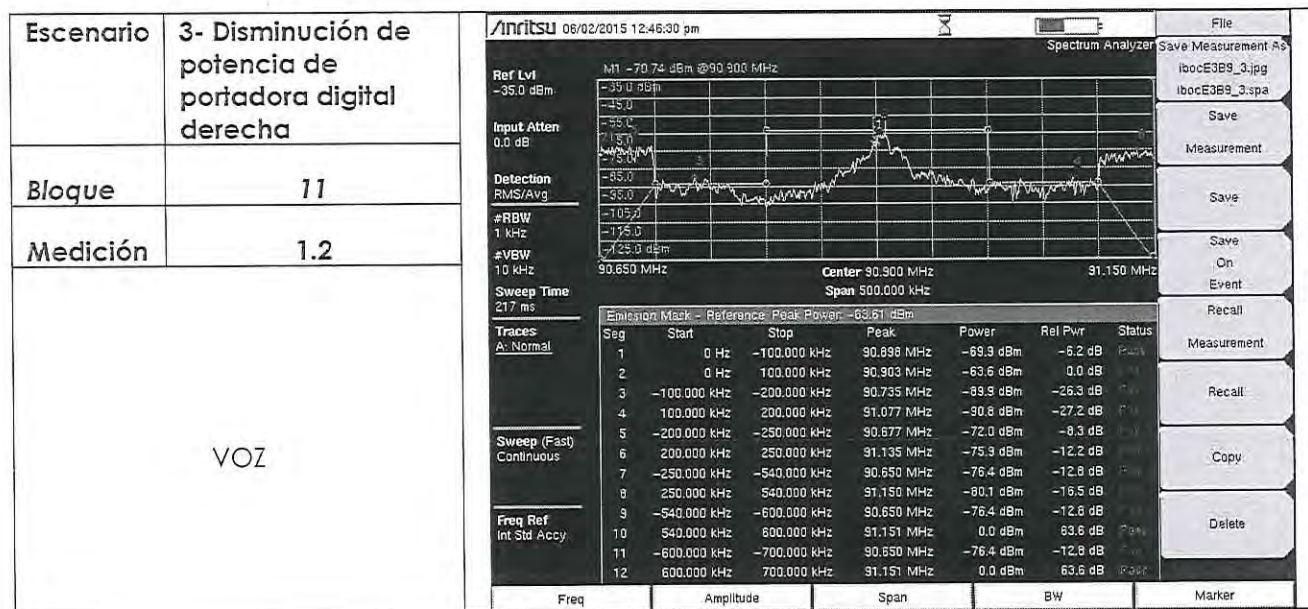 Escenario
3- Disminución de
potencia de
portadora digital
derecha
Bloque
11
Medición
1.2
VOZ
Anritsu 06/02/2015 12:46:30 pm
Spectrum Analyzer
Ref Lvl
-35.0 dBm
Input Atten
0.0 dB
Detection
RMS/Avg
#RBW
1 kHz
#VBW
10 kHz
Sweep Time
217 ms
Traces
A: Normal
Sweep (Fast)
Continuous
Freq Ref
Int Std Accy
M1 -70.74 dBm @90.900 MHz
-35.0 dBm
-45.0
-55.0
-75.0
-85.0
-95.0
-105.0
-115.0
-125.0 dBm
90.650 MHz
Center 90.900 MHz
91.150 MHz
Span 500.000 kHz
Emission Mask - Reference: Peak Power: -63.61 dBm
Seg Start Stop Peak Power Rel Pwr Status
1 0 Hz -100.000 kHz 90.898 MHz -69.9 dBm -6.2 dB
2 0 Hz 100.000 kHz 90.903 MHz -63.6 dBm 0.0 dB
3 -100.000 kHz -200.000 kHz 90.735 MHz -89.9 dBm -26.3 dB
4 100.000 kHz 200.000 kHz 91.077 MHz -90.8 dBm -27.2 dB
5 -200.000 kHz -250.000 kHz 90.677 MHz -72.0 dBm -8.3 dB
6 200.000 kHz 250.000 kHz 91.135 MHz -75.9 dBm -12.2 dB
7 -250.000 kHz -540.000 kHz 90.650 MHz -76.4 dBm -12.8 dB
8 250.000 kHz 540.000 kHz 91.150 MHz -80.1 dBm -16.5 dB
9 -540.000 kHz -600.000 kHz 90.650 MHz -76.4 dBm -12.8 dB
10 540.000 kHz 600.000 kHz 91.151 MHz 0.0 dBm 63.6 dB
11 -600.000 kHz -700.000 kHz 90.650 MHz -76.4 dBm -12.8 dB
12 600.000 kHz 700.000 kHz 91.151 MHz 0.0 dBm 63.6 dB
File
Save Measurement As
ibocE3B9_3.jpg
ibocE3B9_3.spa
Save
Measurement
Save
Save
On
Event
Recall
Measurement
Recall
Copy
Delete
Freq
Amplitude
Span
BW
Marker